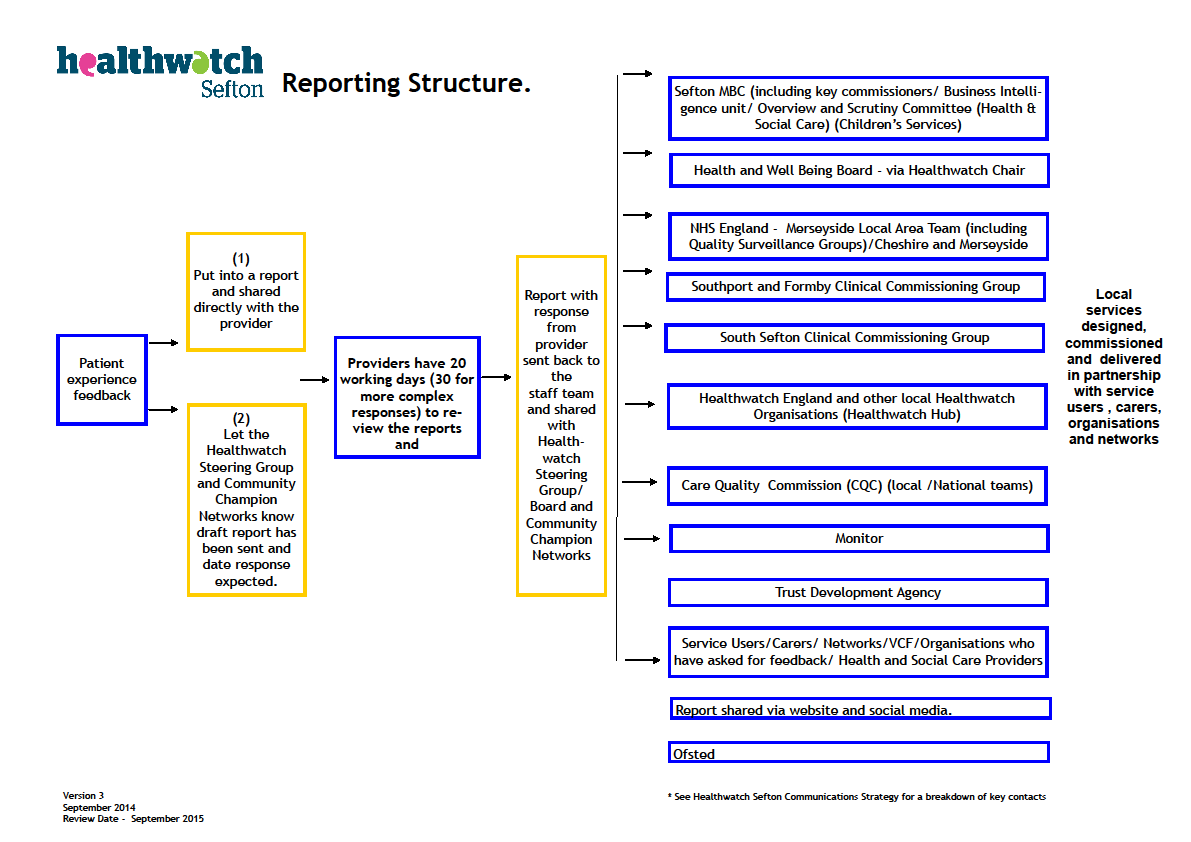 healthwatch
Sefton
Reporting Structure.
Patient
experience
feedback
(1)
Put into a report
and shared
directly with the
provider
(2)
Let the
Healthwatch
Steering Group
and Community
Champion
Networks know
draft report has
been sent and
date response
expected.
Providers have 20
working days (30 for
more complex
responses) to re-
view the reports
and
Report with
response
from
provider
sent back to
the
staff team
and shared
with
Health-
watch
Steering
Group/
Board and
Community
Champion
Networks
Sefton MBC (including key commissioners/ Business Intelli-
gence unit/ Overview and Scrutiny Committee (Health &
Social Care) (Children’s Services)
Health and Well Being Board - via Healthwatch Chair
NHS England -  Merseyside Local Area Team (including
Quality Surveillance Groups)/Cheshire and Merseyside
Southport and Formby Clinical Commissioning Group
South Sefton Clinical Commissioning Group
Healthwatch England and other local Healthwatch
Organisations (Healthwatch Hub)
Care Quality  Commission (CQC) (local /National teams)
Monitor
Trust Development Agency
Service Users/Carers/ Networks/VCF/Organisations who
have asked for feedback/ Health and Social Care Providers
Report shared via website and social media.
Ofsted
Local
services
designed,
commissioned
and  delivered
in partnership
with service
users , carers,
organisations
and networks
Version 3
September 2014
Review Date -  September 2015
* See Healthwatch Sefton Communications Strategy for a breakdown of key contacts